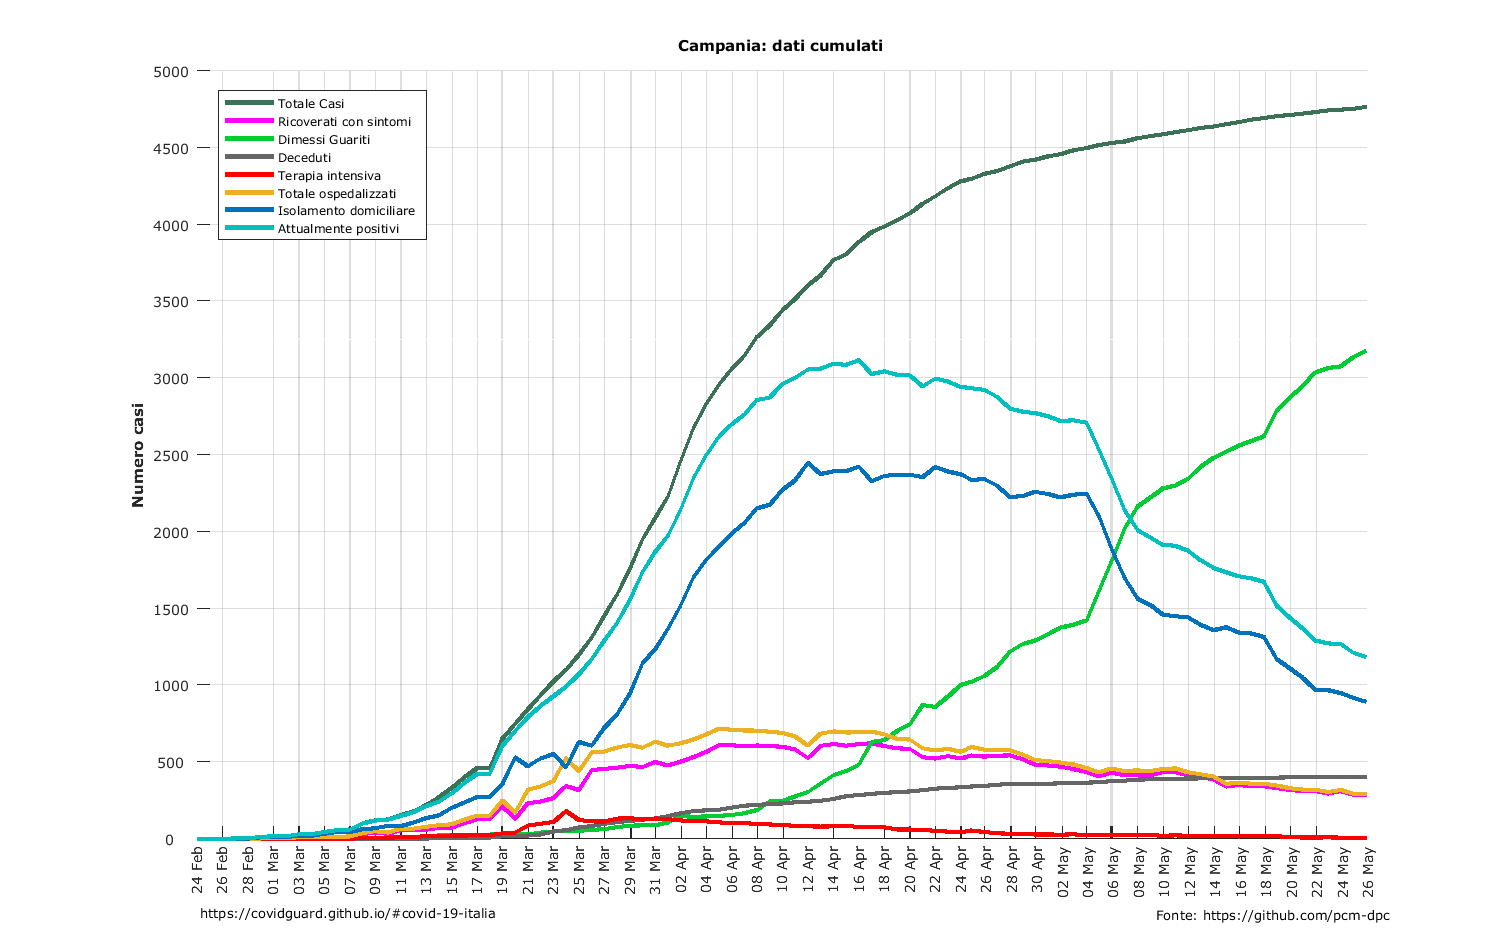 Campania: dati cumulati
5000
4500
4000
3500
3000
2500
2000
1500
1000
500
0
Numero casi
Totale Casi
Ricoverati con sintomi
Dimessi Guariti
Deceduti
Terapia intensiva
Totale ospedalizzati
Isolamento domiciliare
Attualmente positivi
24 Feb
26 Feb
28 Feb
01 Mar
03 Mar
05 Mar
07 Mar
09 Mar
11 Mar
13 Mar
15 Mar
17 Mar
19 Mar
21 Mar
23 Mar
25 Mar
27 Mar
29 Mar
31 Mar
02 Apr
04 Apr
06 Apr
08 Apr
10 Apr
12 Apr
14 Apr
16 Apr
18 Apr
20 Apr
22 Apr
24 Apr
26 Apr
28 Apr
30 Apr
02 May
04 May
06 May
08 May
10 May
12 May
14 May
16 May
18 May
20 May
22 May
24 May
26 May
https://covidguard.github.io/#covid-19-italia
Fonte: https://github.com/pcm-dpc